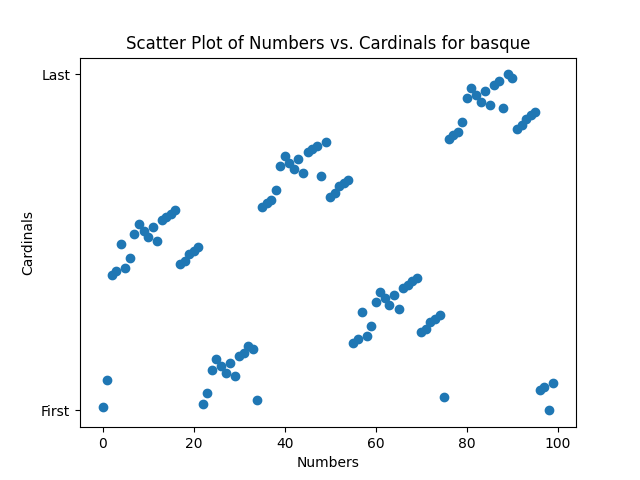 Scatter Plot of Numbers vs. Cardinals for basque
Last
Cardinals
First
0 20 40 60 80 100
Numbers